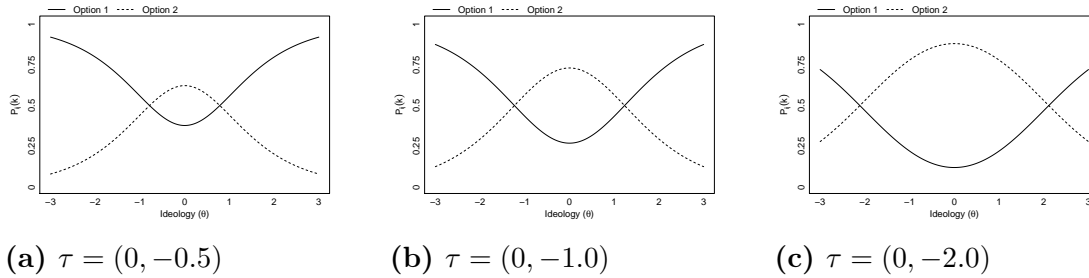 Option 1 Option 2
1
0.75
0.5
0.25
0
Pᵢ(k)
−3 −2 −1 0 1 2 3
Ideology (θ)
(a) τ = (0, −0.5)
Option 1 Option 2
1
0.75
0.5
0.25
0
Pᵢ(k)
−3 −2 −1 0 1 2 3
Ideology (θ)
(b) τ = (0, −1.0)
Option 1 Option 2
1
0.75
0.5
0.25
0
Pᵢ(k)
−3 −2 −1 0 1 2 3
Ideology (θ)
(c) τ = (0, −2.0)